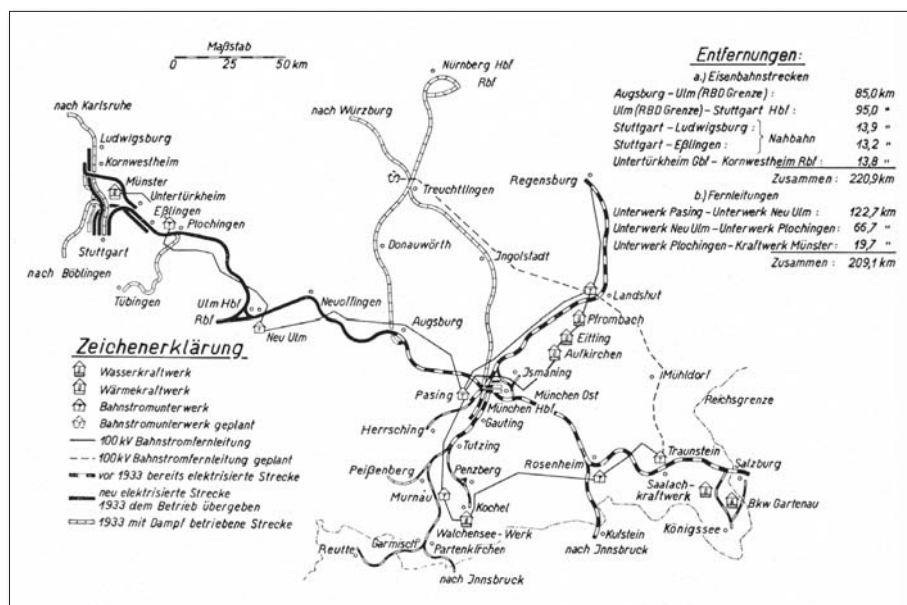 Maßstab
0 25 50 km
Entfernungen:
a.) Eisenbahnstrecken
Augsburg – Ulm (RBD Grenze) : 85,0 km
Ulm (RBD Grenze) – Stuttgart Hbf : 95,0 "
Stuttgart – Ludwigsburg : 13,9 "
Stuttgart – Eßlingen : 13,2 "
Nahbahn
Untertürkheim Gbf – Kornwestheim Rbf : 13,8 "
Zusammen : 220,9 km
b.) Fernleitungen
Unterwerk Pasing – Unterwerk Neu Ulm : 122,7 km
Unterwerk Neu Ulm – Unterwerk Plochingen : 66,7 "
Unterwerk Plochingen – Kraftwerk Münster : 19,7 "
Zusammen : 209,1 km
nach Karlsruhe
Ludwigsburg
Kornwestheim
Münster
Untertürkheim
Eßlingen
Plochingen
Stuttgart
nach Böblingen
Tübingen
Ulm Hbf
Rbf
Neu Ulm
Neuoffingen
Augsburg
Nürnberg Hbf
Rbf
nach Würzburg
Treuchtlingen
Donauwörth
Ingolstadt
Regensburg
Landshut
Pfrombach
Eitting
Aufkirchen
Ismaning
München Ost
Pasing
München Hbf
Gauting
Herrsching
Tutzing
Peißenberg
Penzberg
Murnau
Kochel
Walchensee-Werk
Garmisch
Partenkirchen
Reutte
nach Innsbruck
Mühldorf
Reichsgrenze
Rosenheim
Traunstein
Salzburg
Saalach-
kraftwerk
Bkw Gartenau
Königssee
Kufstein
nach Innsbruck
Zeichenerklärung
Wasserkraftwerk
Wärmekraftwerk
Bahnstromunterwerk
Bahnstromunterwerk geplant
100 kV Bahnstromfernleitung
100 kV Bahnstromfernleitung geplant
vor 1933 bereits elektrisierte Strecke
neu elektrisierte Strecke
1933 dem Betrieb übergeben
1933 mit Dampf betriebene Strecke